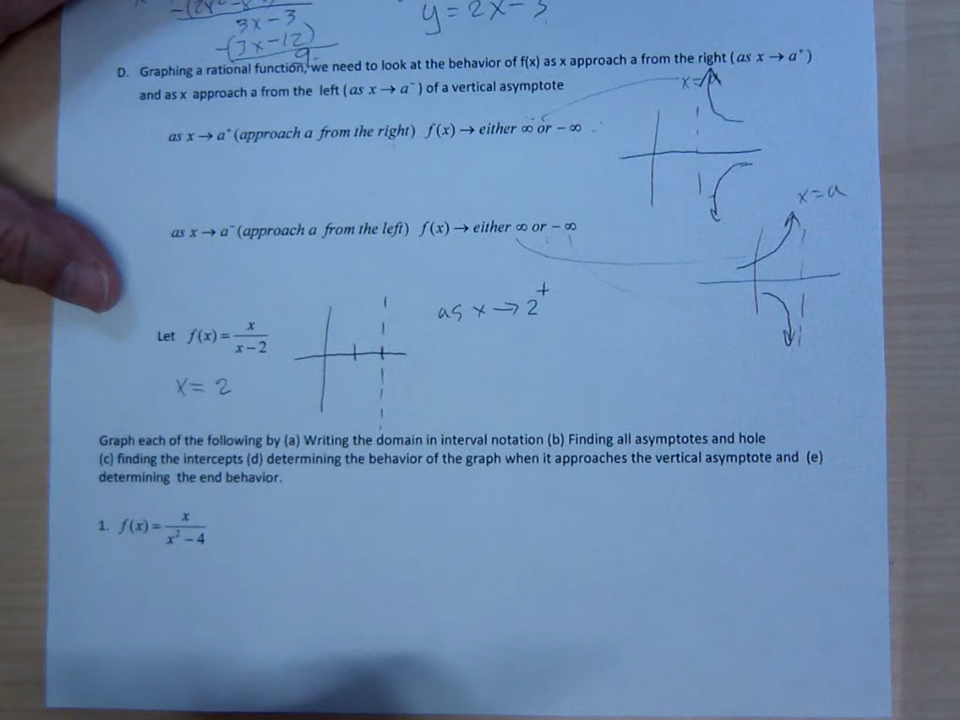 3x-3
-(3x-12)
9
y = 2x-
D. Graphing a rational function, we need to look at the behavior of f(x) as x approach a from the right (as x → a⁺)
and as x approach a from the left (as x → a⁻) of a vertical asymptote
x=
as x → a⁺ (approach a from the right) f(x) → either ∞ or − ∞
x=a
as x → a⁻ (approach a from the left) f(x) → either ∞ or − ∞
as x → 2⁺
Let f(x) = x/(x−2)
x = 2
Graph each of the following by (a) Writing the domain in interval notation (b) Finding all asymptotes and hole
(c) finding the intercepts (d) determining the behavior of the graph when it approaches the vertical asymptote and (e)
determining the end behavior.
1. f(x) = x/(x² − 4)